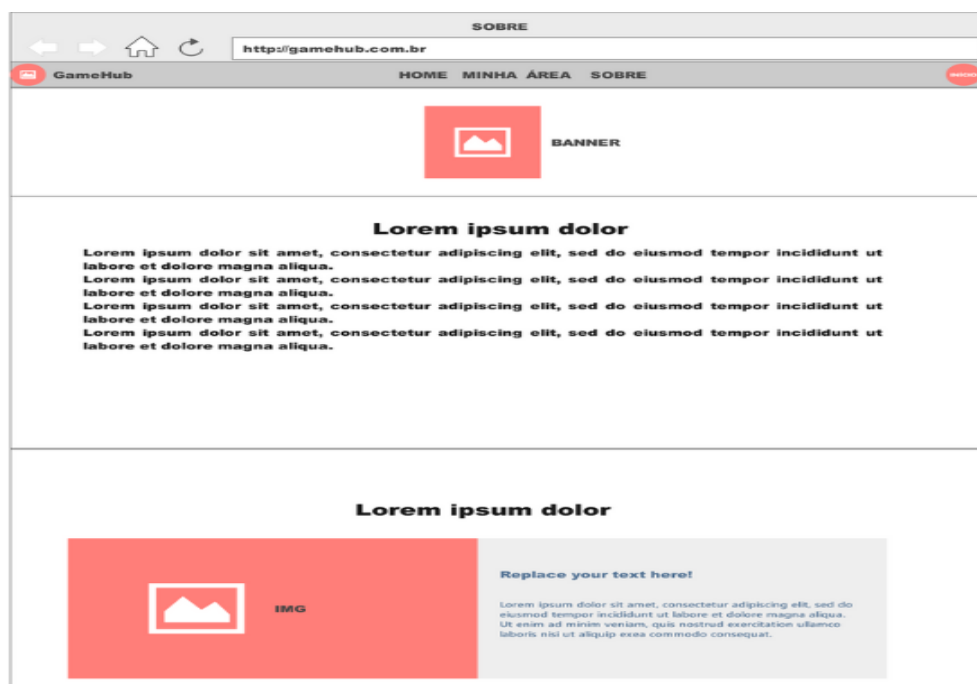 SOBRE
http://gamehub.com.br
GameHub HOME MINHA ÁREA SOBRE INICIO
BANNER
Lorem ipsum dolor
Lorem ipsum dolor sit amet, consectetur adipiscing elit, sed do eiusmod tempor incididunt ut
labore et dolore magna aliqua.
Lorem ipsum dolor sit amet, consectetur adipiscing elit, sed do eiusmod tempor incididunt ut
labore et dolore magna aliqua.
Lorem ipsum dolor sit amet, consectetur adipiscing elit, sed do eiusmod tempor incididunt ut
labore et dolore magna aliqua.
Lorem ipsum dolor sit amet, consectetur adipiscing elit, sed do eiusmod tempor incididunt ut
labore et dolore magna aliqua.
Lorem ipsum dolor
IMG
Replace your text here!
Lorem ipsum dolor sit amet, consectetur adipiscing elit, sed do
eiusmod tempor incididunt ut labore et dolore magna aliqua.
Ut enim ad minim veniam, quis nostrud exercitation ullamco
laboris nisi ut aliquip exea commodo consequat.